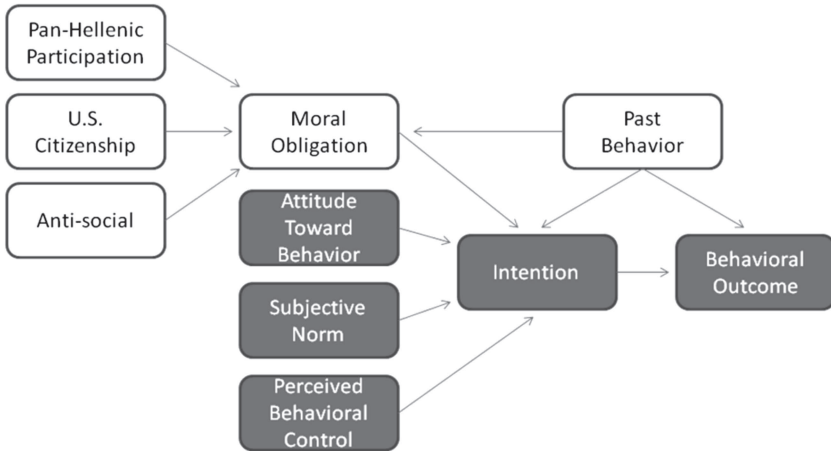 Pan-Hellenic
Participation
U.S.
Citizenship
Anti-social
Moral
Obligation
Past
Behavior
Attitude
Toward
Behavior
Subjective
Norm
Perceived
Behavioral
Control
Intention
Behavioral
Outcome